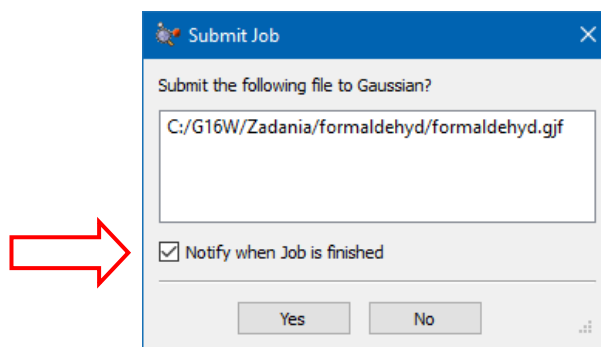 Submit Job
Submit the following file to Gaussian?
C:/G16W/Zadania/formaldehyd/formaldehyd.gjf
Notify when Job is finished
Yes
No